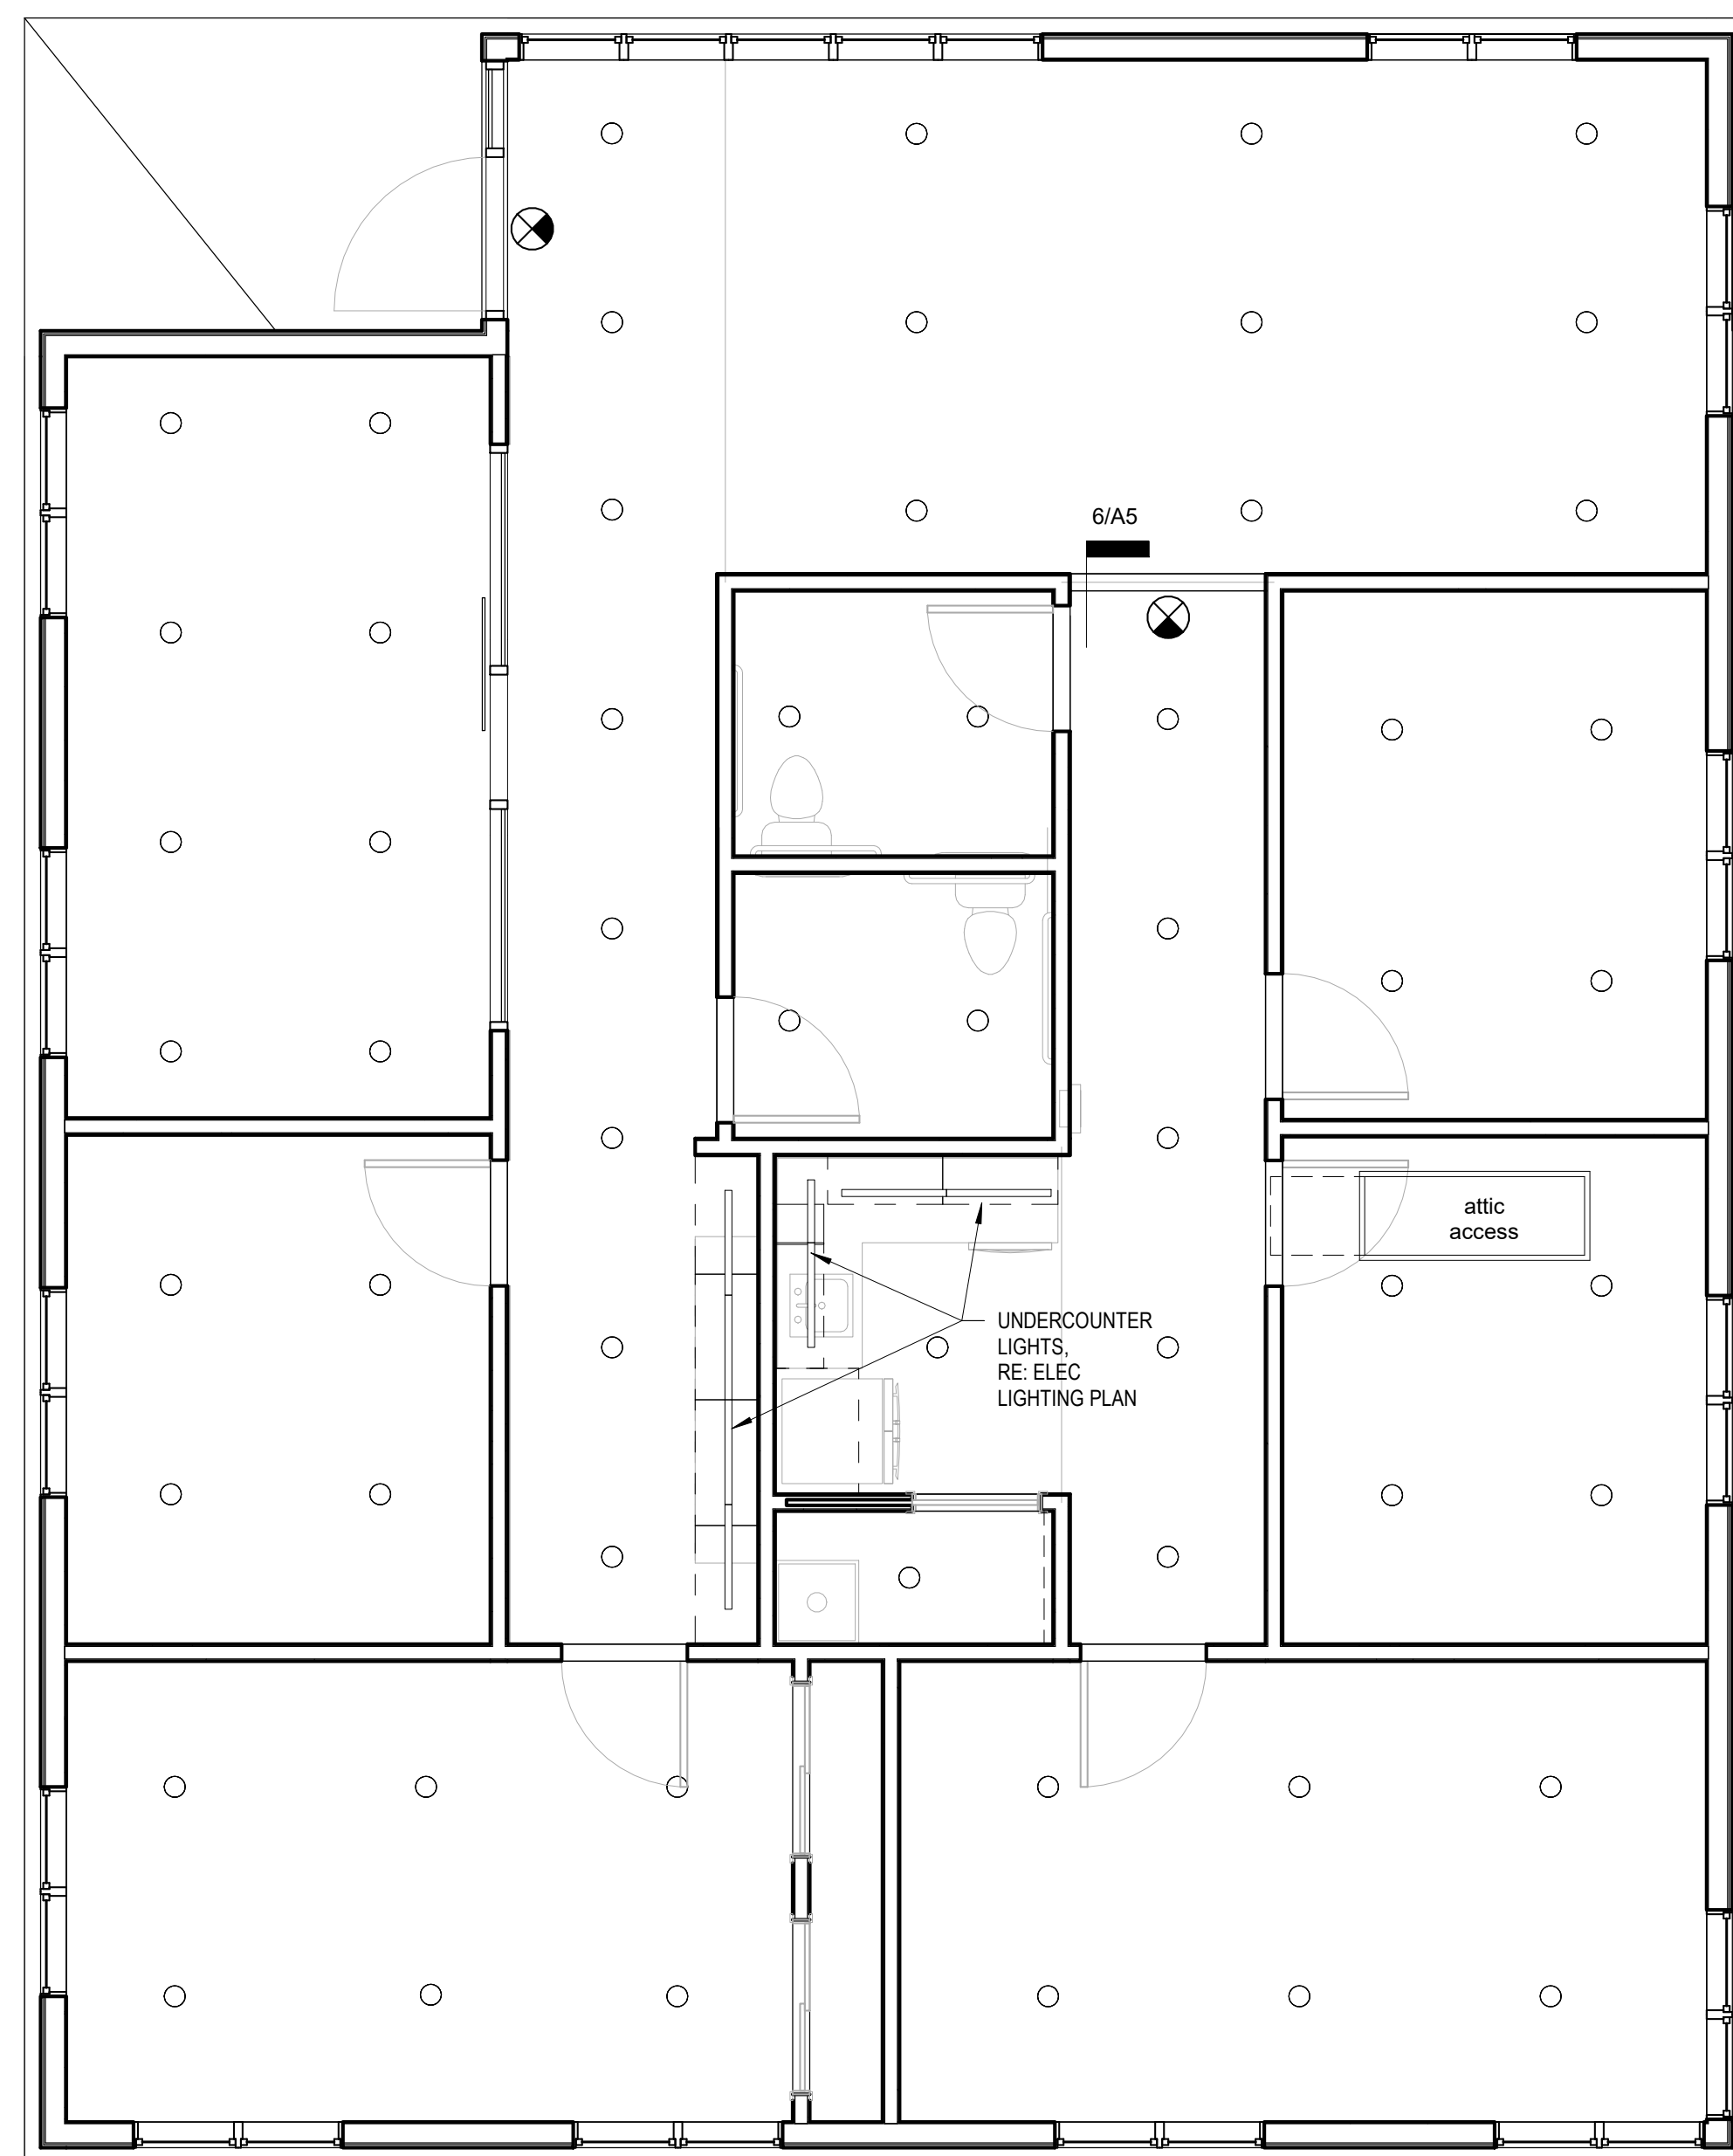 6/A5
attic
access
UNDERCOUNTER
LIGHTS,
RE: ELEC
LIGHTING PLAN